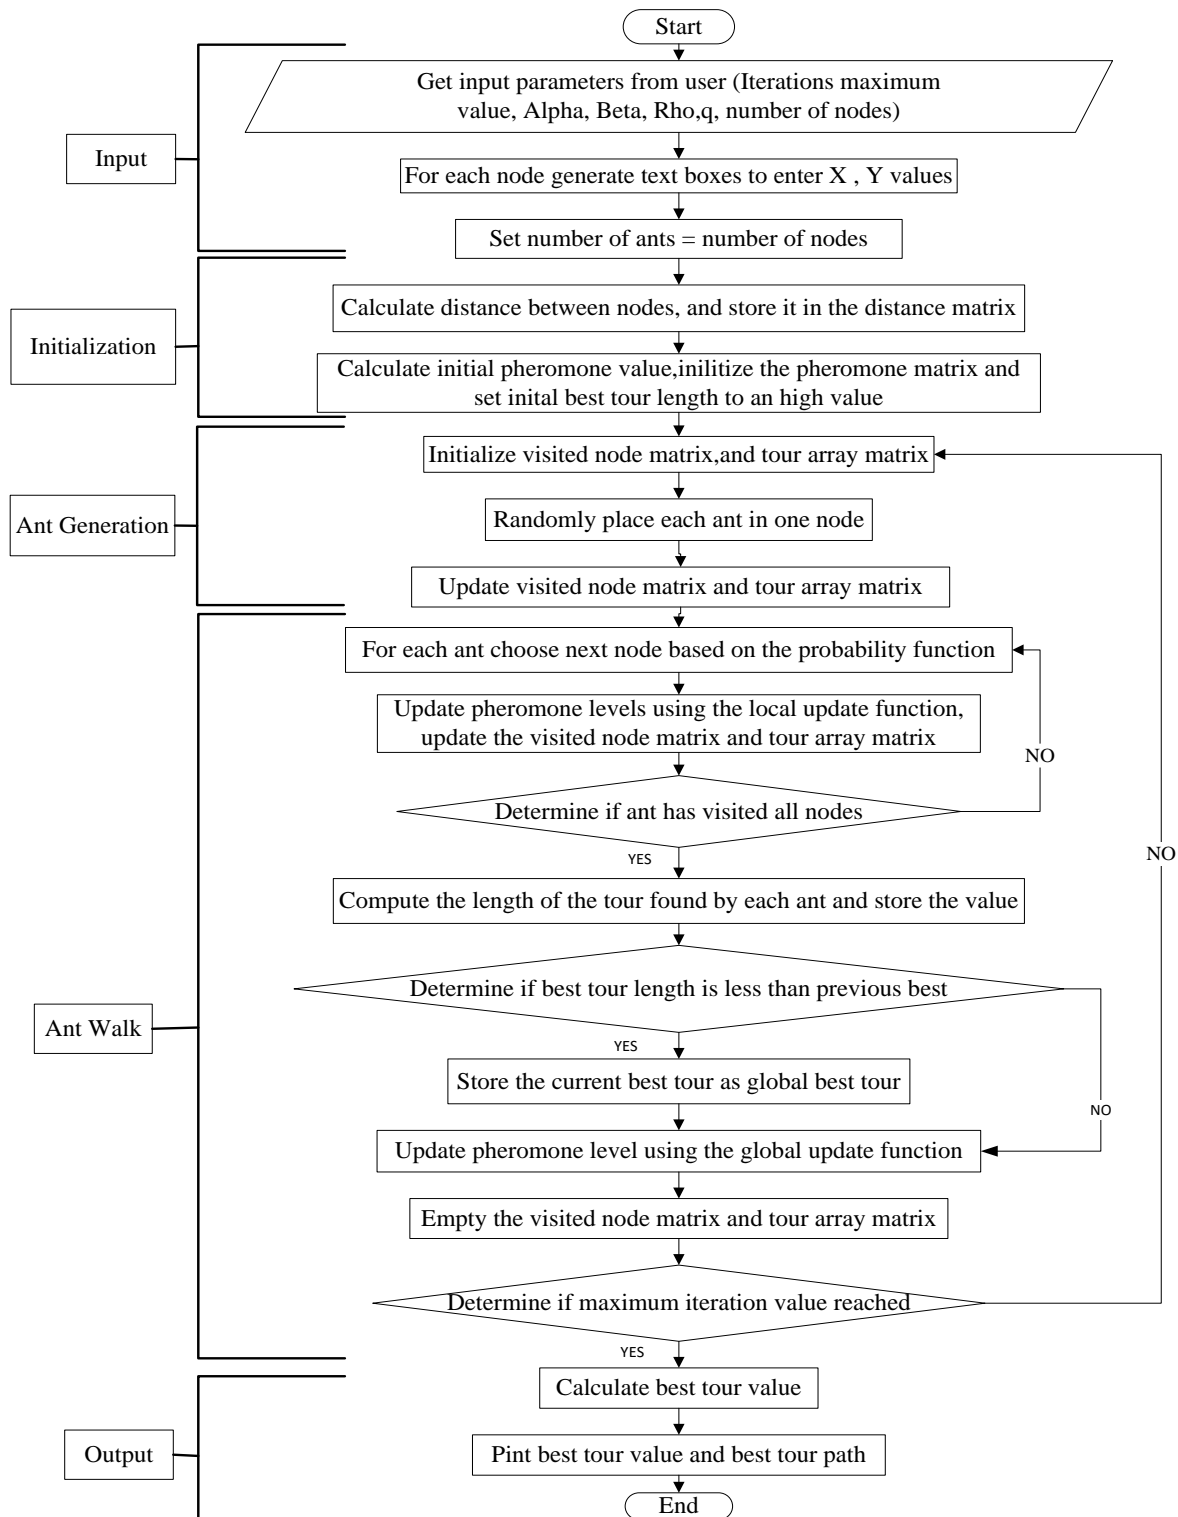 Start
Get input parameters from user (Iterations maximum
value, Alpha, Beta, Rho,q, number of nodes)
Input
For each node generate text boxes to enter X , Y values
Set number of ants = number of nodes
Calculate distance between nodes, and store it in the distance matrix
Initialization
Calculate initial pheromone value,inilitize the pheromone matrix and
set inital best tour length to an high value
Initialize visited node matrix,and tour array matrix
Ant Generation
Randomly place each ant in one node
Update visited node matrix and tour array matrix
For each ant choose next node based on the probability function
Update pheromone levels using the local update function,
update the visited node matrix and tour array matrix
NO
Determine if ant has visited all nodes
YES
NO
Compute the length of the tour found by each ant and store the value
Determine if best tour length is less than previous best
Ant Walk
YES
Store the current best tour as global best tour
NO
Update pheromone level using the global update function
Empty the visited node matrix and tour array matrix
Determine if maximum iteration value reached
YES
Calculate best tour value
Output
Pint best tour value and best tour path
End